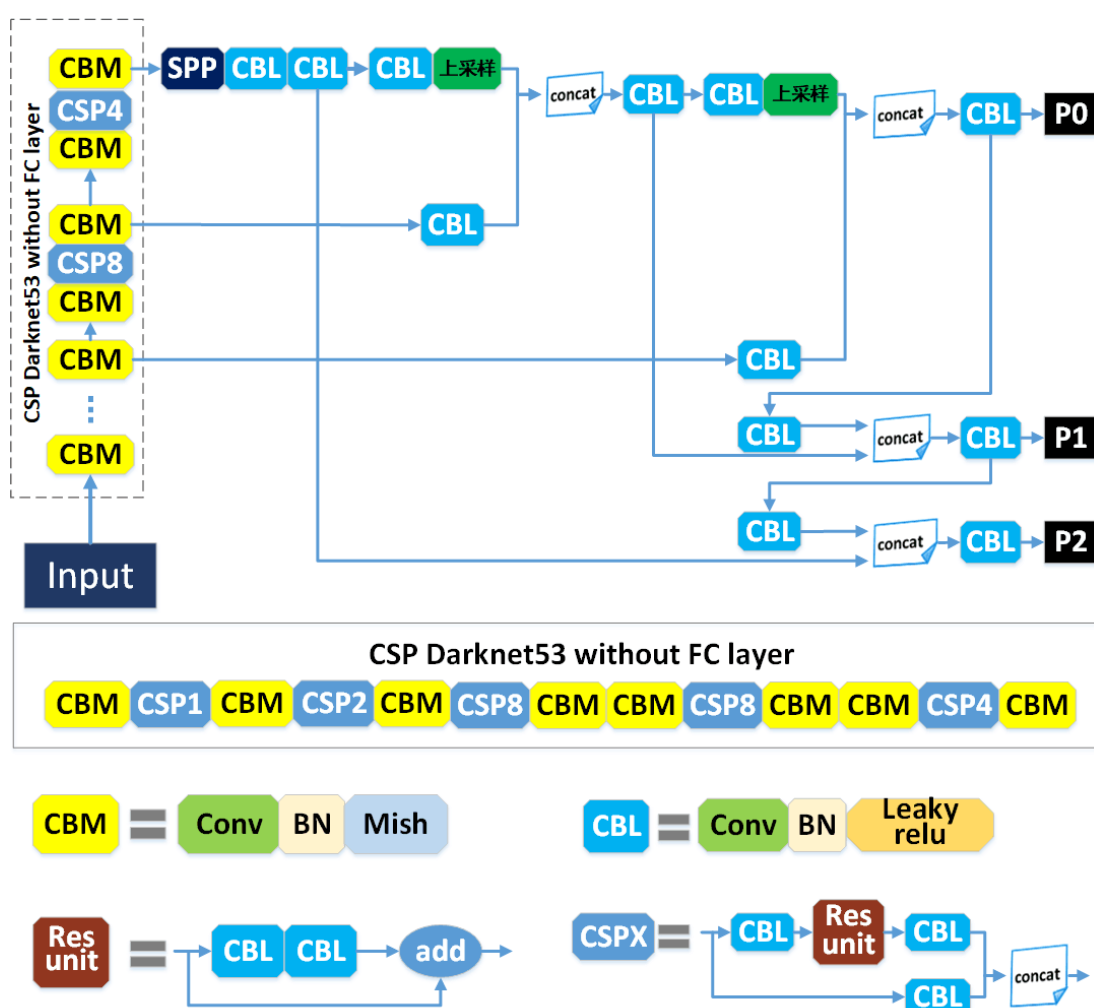 CSP Darknet53 without FC layer
CBM
CSP4
CBM
CBM
CSP8
CBM
CBM
CBM
Input
SPP CBL CBL CBL 上采样
concat
CBL CBL 上采样
concat
CBL P0
CBL
CBL
CBL
concat
CBL P1
CBL
concat
CBL P2
CSP Darknet53 without FC layer
CBM CSP1 CBM CSP2 CBM CSP8 CBM CBM CSP8 CBM CBM CSP4 CBM
CBM = Conv BN Mish
CBL = Conv BN Leaky
relu
Res
unit = CBL CBL add
CSPX = CBL Res
unit CBL
CBL
concat